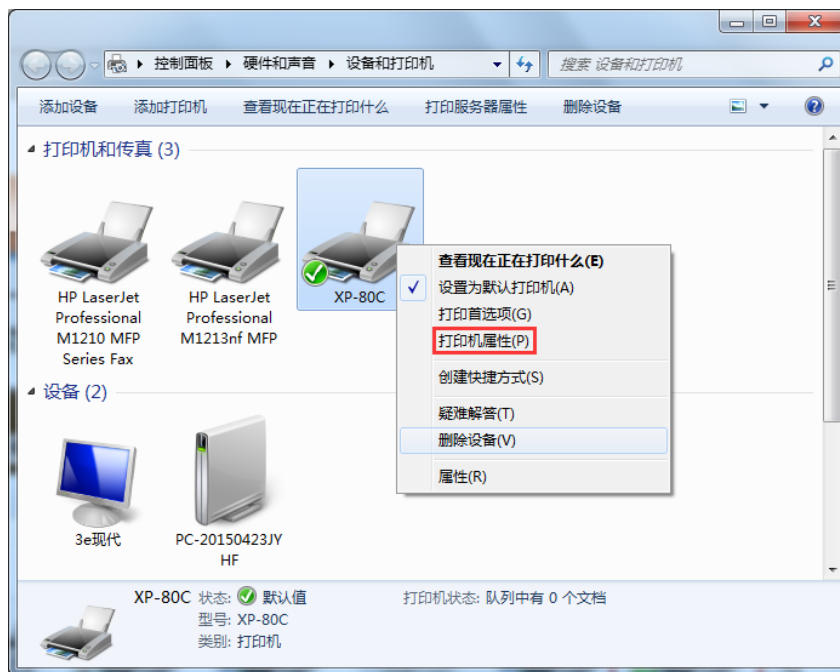 控制面板 硬件和声音 设备和打印机 搜索 设备和打印机
添加设备 添加打印机 查看现在正在打印什么 打印服务器属性 删除设备
打印机和传真 (3)
HP LaserJet
Professional
M1210 MFP
Series Fax
HP LaserJet
Professional
M1213nf MFP
XP-80C
查看现在正在打印什么(E)
设置为默认打印机(A)
打印首选项(G)
打印机属性(P)
创建快捷方式(S)
疑难解答(T)
删除设备(V)
属性(R)
设备 (2)
3e现代
PC-20150423JY
HF
XP-80C 状态: 默认值 打印机状态: 队列中有 0 个文档
型号: XP-80C
类别: 打印机